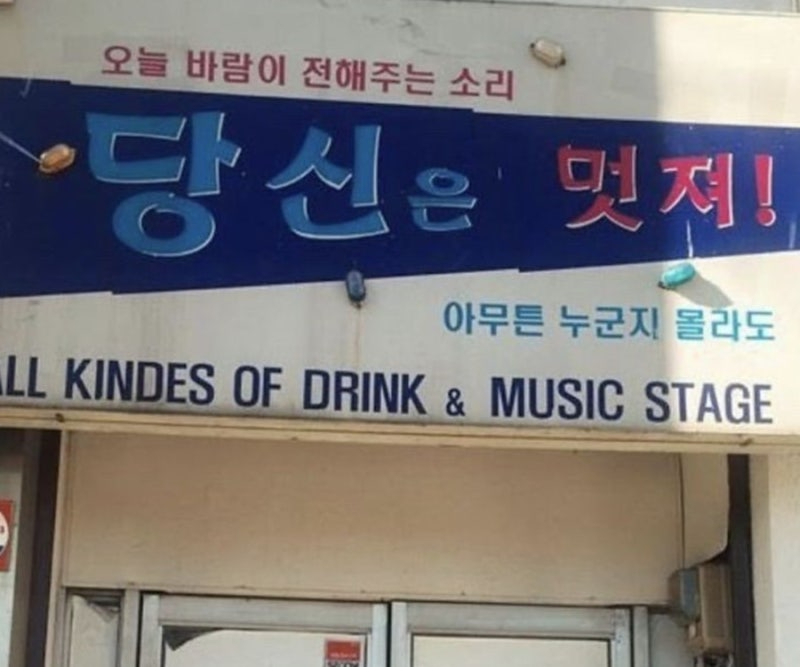 오늘 바람이 전해주는 소리
당신은 멋져!
아무튼 누군지 몰라도
ALL KINDES OF DRINK & MUSIC STAGE